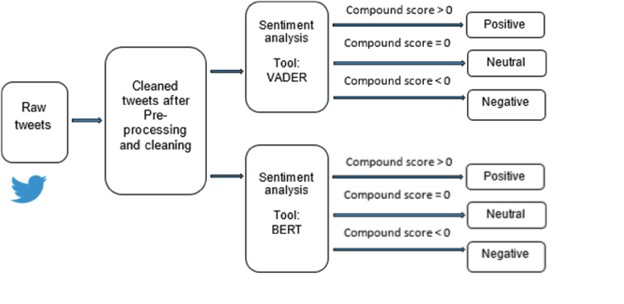 Raw
tweets
Cleaned
tweets after
Pre-
processing
and cleaning
Sentiment
analysis
Tool:
VADER
Compound score > 0
Positive
Compound score = 0
Neutral
Compound score < 0
Negative
Sentiment
analysis
Tool:
BERT
Compound score > 0
Positive
Compound score = 0
Neutral
Compound score < 0
Negative